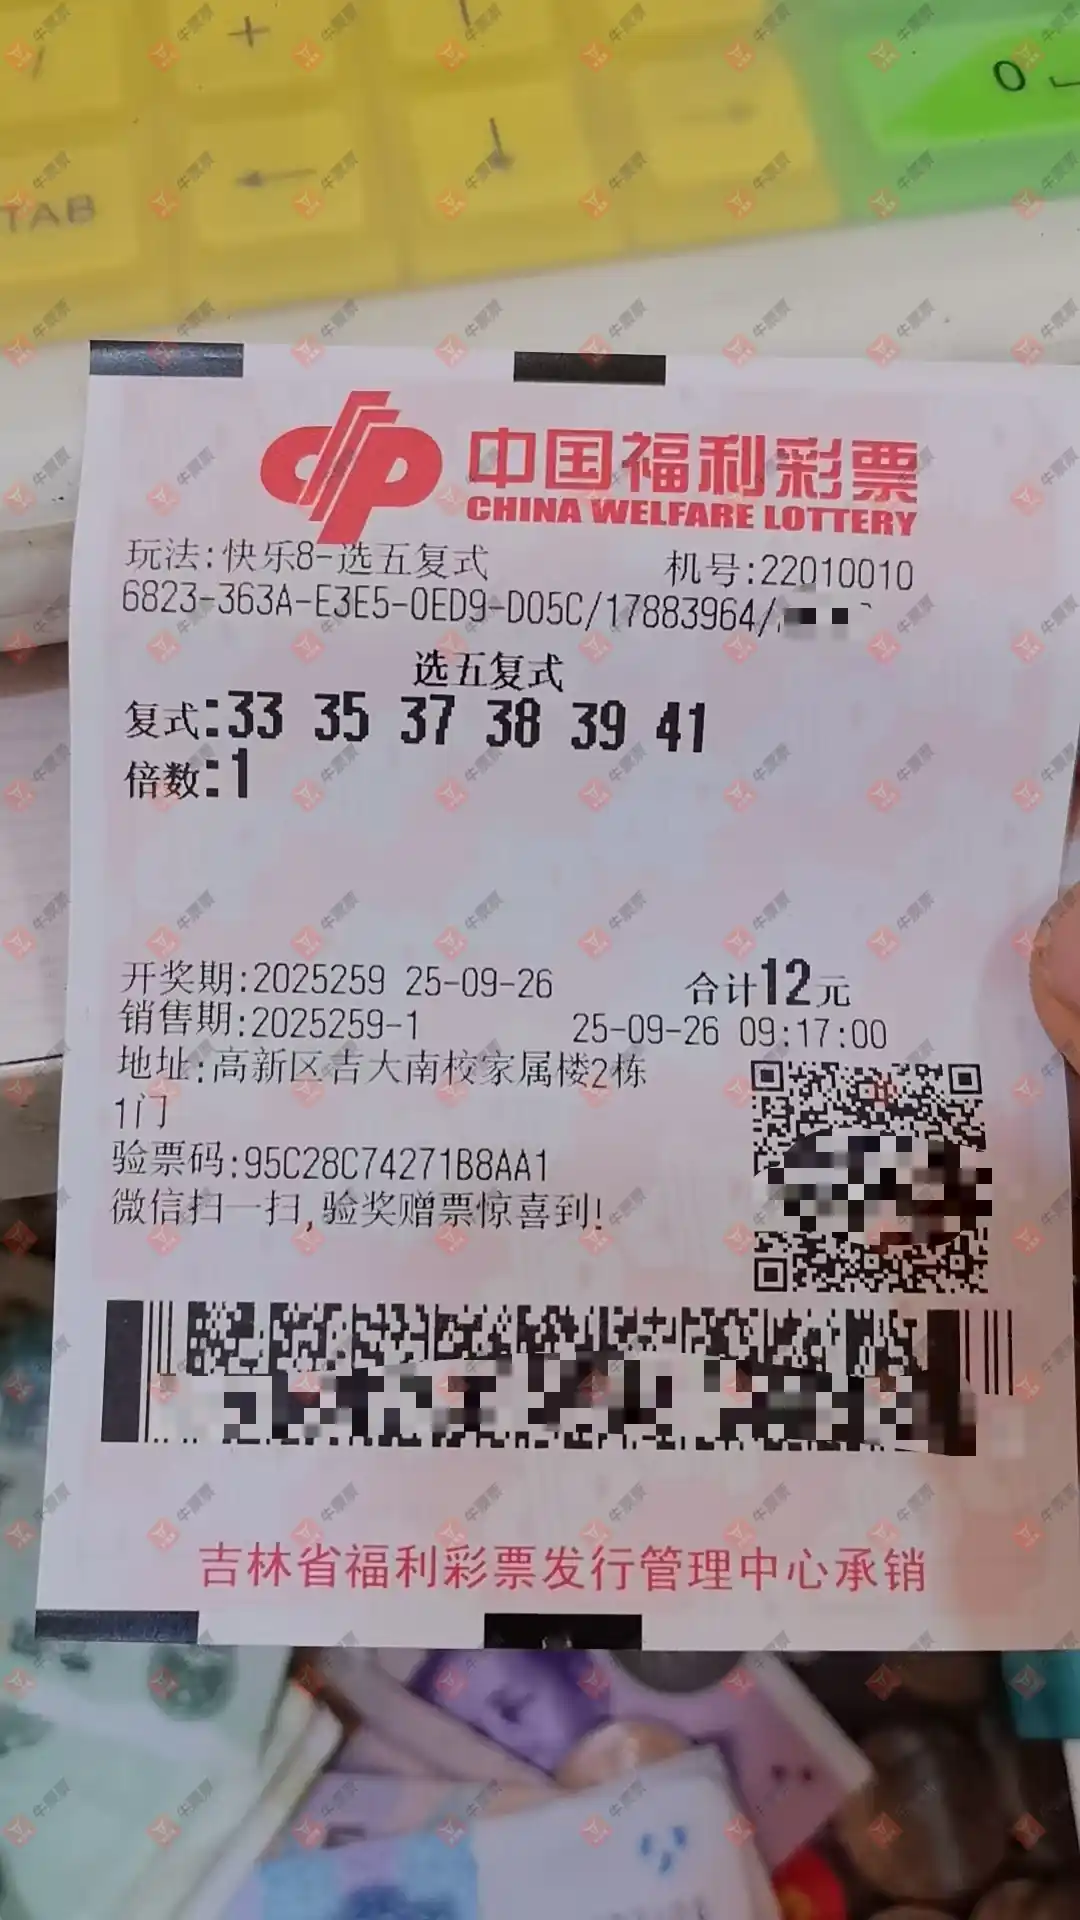 +
TAB
0
中国福利彩票
CHINA WELFARE LOTTERY
玩法:快乐8-选五复式 机号:22010010
6823-363A-E3E5-0ED9-D05C/17883964/
选五复式
复式:33 35 37 38 39 41
倍数:1
开奖期:2025259 25-09-26 合计12元
销售期:2025259-1 25-09-26 09:17:00
地址:高新区吉大南校家属楼2栋
1门
验票码:95C28C74271B8AA1
微信扫一扫,验奖赠票惊喜到!
吉林省福利彩票发行管理中心承销
牛票票